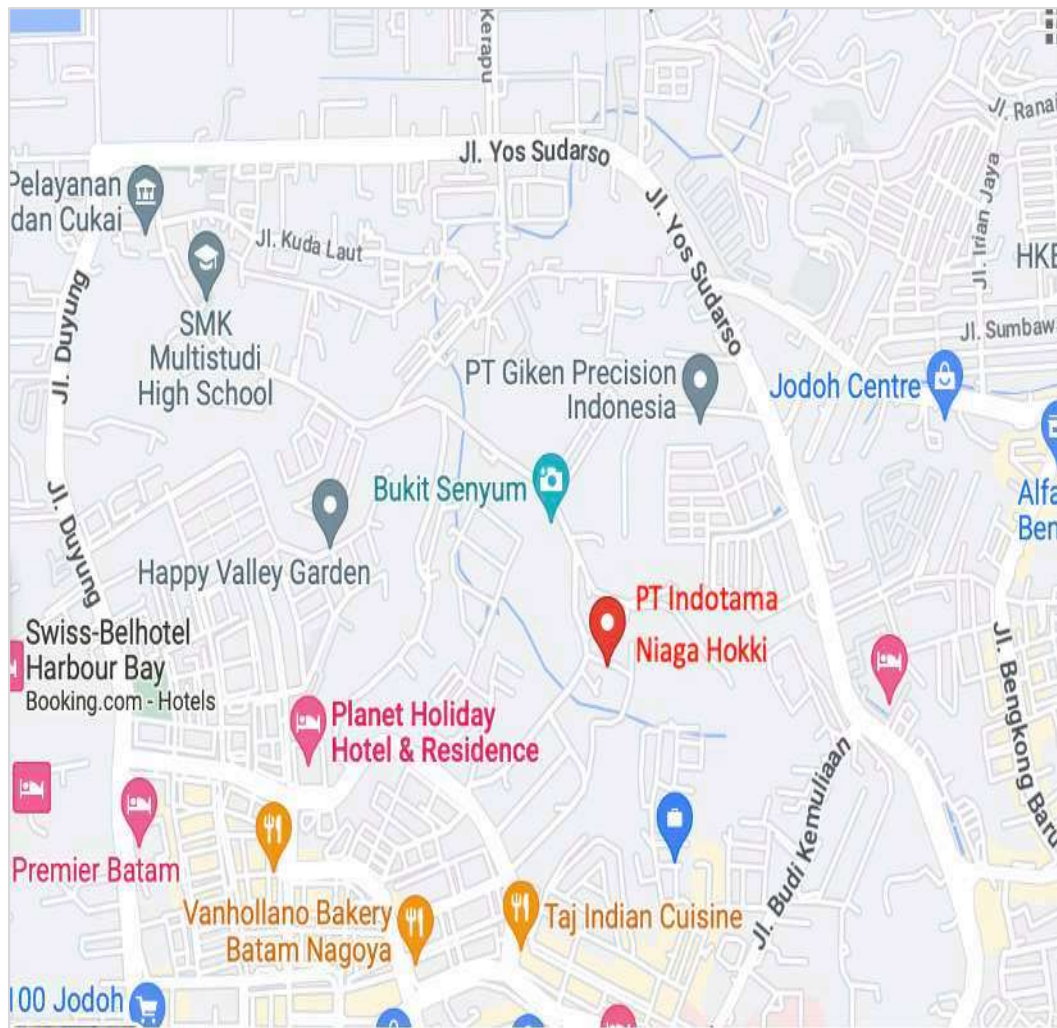 Kerapu
Jl. Ranai
Jl. Yos Sudarso
Pelayanan
dan Cukai
Jl. Kuda Laut
Jl. Yos Sudarso
Jl. Irian Jaya
HKB
Jl. Duyung
SMK
Multistudi
High School
Jl. Sumbaw
PT Giken Precision
Indonesia
Jodoh Centre
Bukit Senyum
Alfa
Ben
Jl. Duyung
Happy Valley Garden
PT Indotama
Niaga Hokki
Swiss-Belhotel
Harbour Bay
Booking.com - Hotels
Jl. Bengkong Baru
Planet Holiday
Hotel & Residence
Jl. Budi Kemuliaan
Premier Batam
Vanhollano Bakery
Batam Nagoya
Taj Indian Cuisine
100 Jodoh